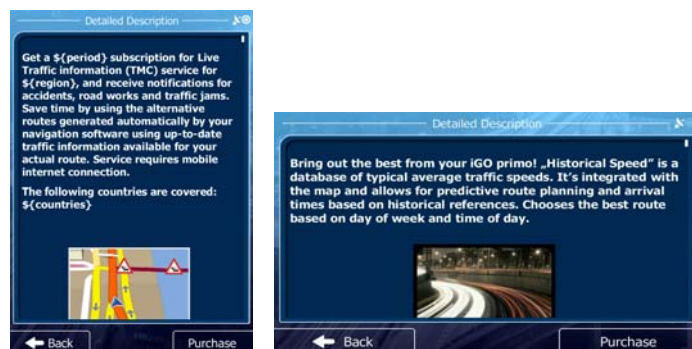 Detailed Description
Get a ${period} subscription for Live
Traffic information (TMC) service for
${region}, and receive notifications for
accidents, road works and traffic jams.
Save time by using the alternative
routes generated automatically by your
navigation software using up-to-date
traffic information available for your
actual route. Service requires mobile
internet connection.
The following countries are covered:
${countries}
Back
Purchase
Detailed Description
Bring out the best from your iGO primo! „Historical Speed" is a
database of typical average traffic speeds. It's integrated with
the map and allows for predictive route planning and arrival
times based on historical references. Chooses the best route
based on day of week and time of day.
Back
Purchase